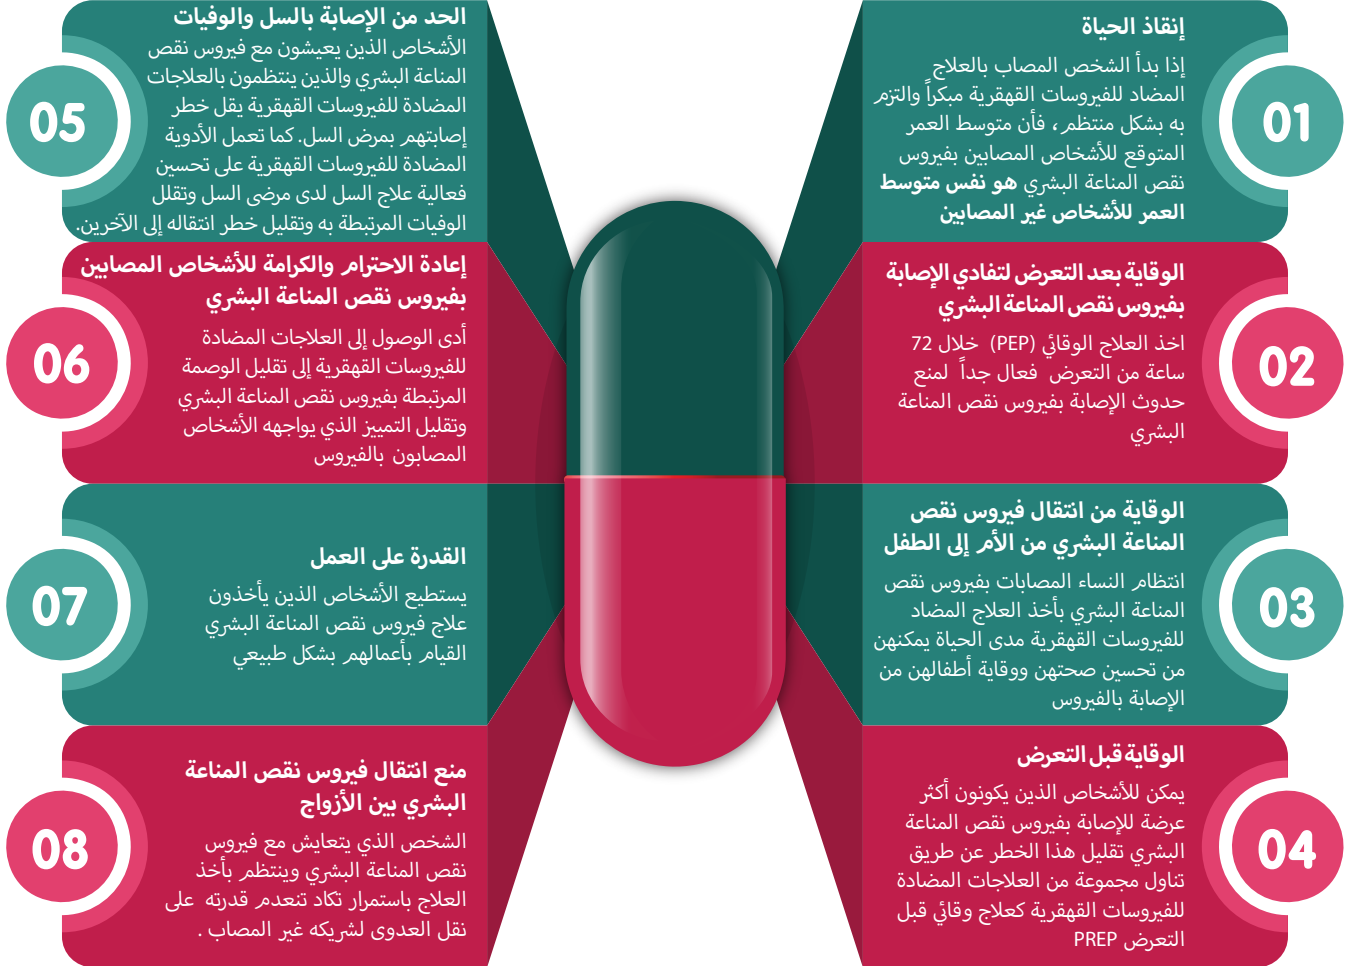 01
إنقاذ الحياة
إذا بدأ الشخص المصاب بالعلاج
المضاد للفيروسات القهقرية مبكراً والتزم
به بشكل منتظم، فأن متوسط العمر
المتوقع للأشخاص المصابين بفيروس
نقص المناعة البشري هو نفس متوسط
العمر للأشخاص غير المصابين
02
الوقاية بعد التعرض لتفادي الإصابة
بفيروس نقص المناعة البشري
اخذ العلاج الوقائي (PEP) خلال 72
ساعة من التعرض فعال جداً لمنع
حدوث الإصابة بفيروس نقص المناعة
البشري
03
الوقاية من انتقال فيروس نقص
المناعة البشري من الأم إلى الطفل
انتظام النساء المصابات بفيروس نقص
المناعة البشري بأخذ العلاج المضاد
للفيروسات القهقرية مدى الحياة يمكنهن
من تحسين صحتهن ووقاية أطفالهن من
الإصابة بالفيروس
04
الوقاية قبل التعرض
يمكن للأشخاص الذين يكونون أكثر
عرضة للإصابة بفيروس نقص المناعة
البشري تقليل هذا الخطر عن طريق
تناول مجموعة من العلاجات المضادة
للفيروسات القهقرية كعلاج وقائي قبل
التعرض PREP
05
الحد من الإصابة بالسل والوفيات
الأشخاص الذين يعيشون مع فيروس نقص
المناعة البشري والذين ينتظمون بالعلاجات
المضادة للفيروسات القهقرية يقل خطر
إصابتهم بمرض السل. كما تعمل الأدوية
المضادة للفيروسات القهقرية على تحسين
فعالية علاج السل لدى مرضى السل وتقلل
الوفيات المرتبطة به وتقليل خطر انتقاله إلى الآخرين.
06
إعادة الاحترام والكرامة للأشخاص المصابين
بفيروس نقص المناعة البشري
أدى الوصول إلى العلاجات المضادة
للفيروسات القهقرية إلى تقليل الوصمة
المرتبطة بفيروس نقص المناعة البشري
وتقليل التمييز الذي يواجهه الأشخاص
المصابون بالفيروس
07
القدرة على العمل
يستطيع الأشخاص الذين يأخذون
علاج فيروس نقص المناعة البشري
القيام بأعمالهم بشكل طبيعي
08
منع انتقال فيروس نقص المناعة
البشري بين الأزواج
الشخص الذي يتعايش مع فيروس
نقص المناعة البشري وينتظم بأخذ
العلاج باستمرار تكاد تنعدم قدرته على
نقل العدوى لشريكه غير المصاب .